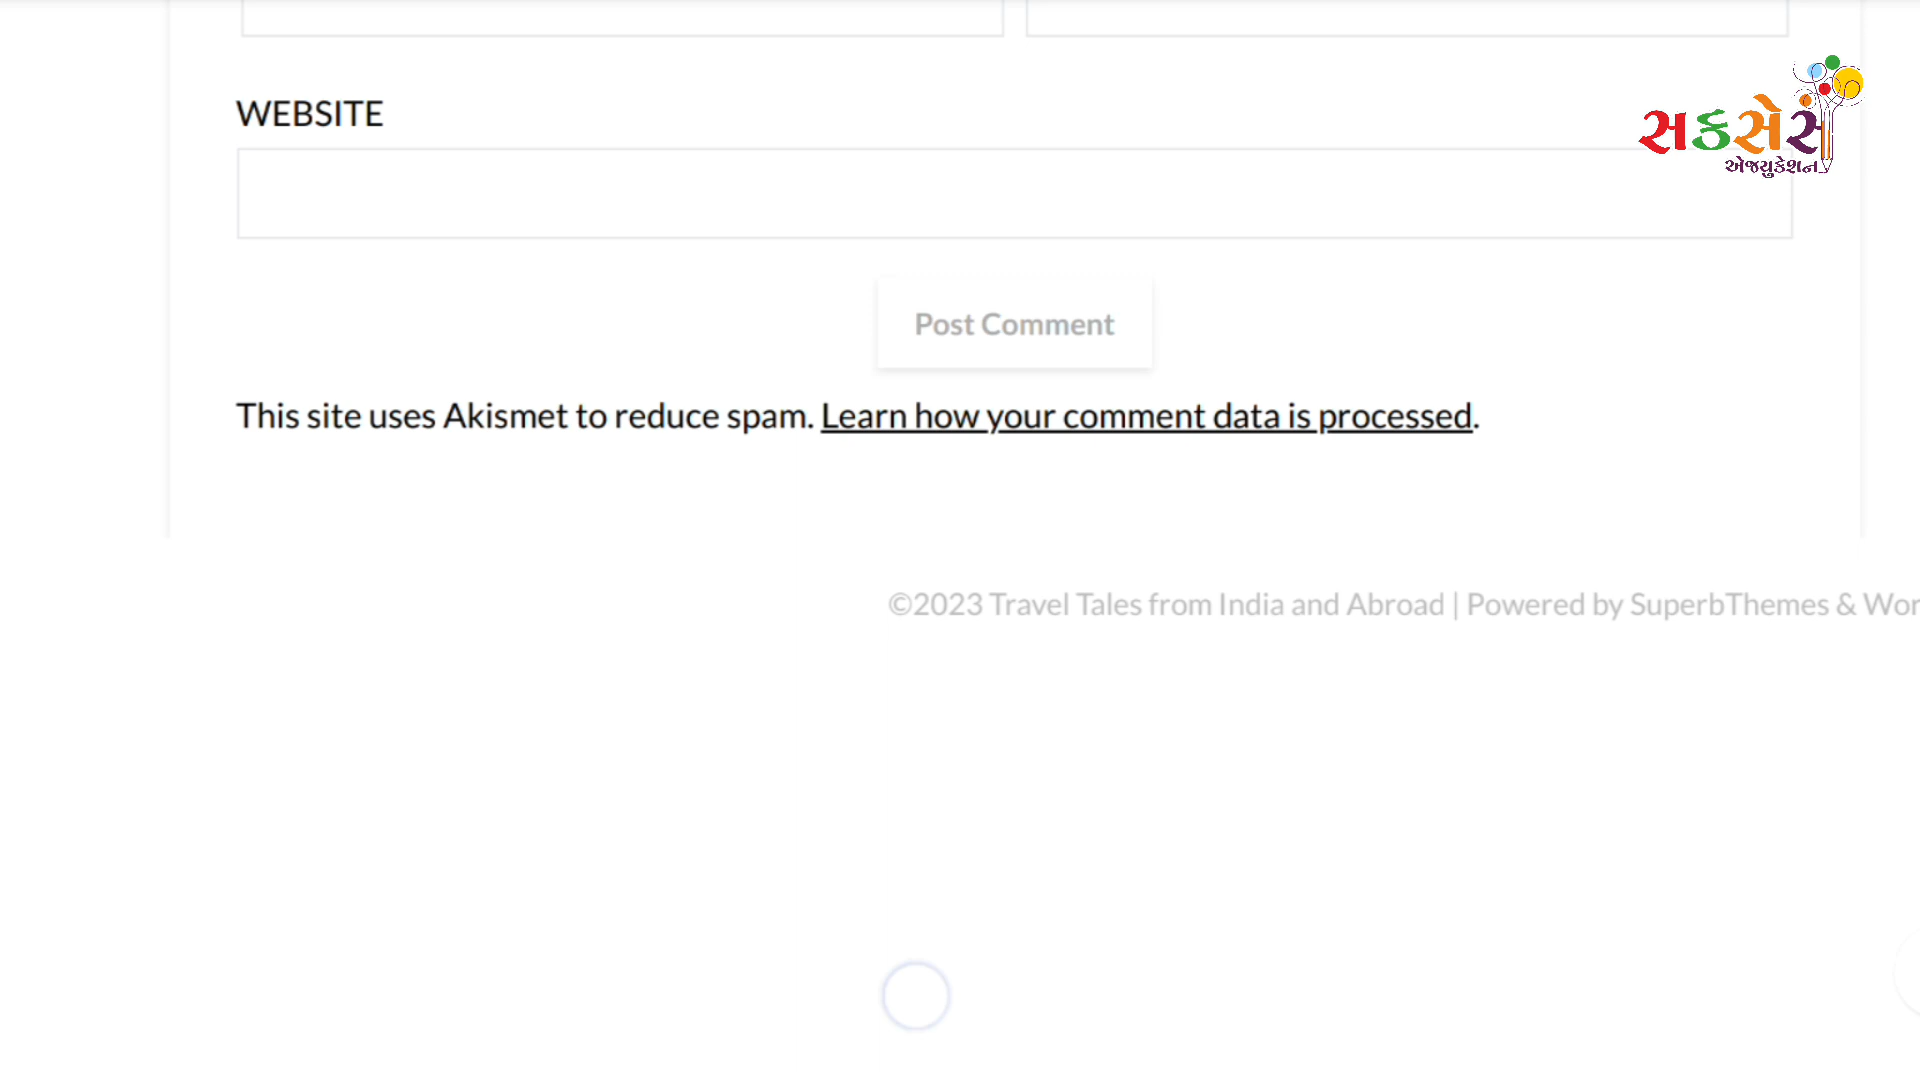 WEBSITE
સક્સેસ
એજ્યુકેશન
Post Comment
This site uses Akismet to reduce spam. Learn how your comment data is processed.
©2023 Travel Tales from India and Abroad | Powered by SuperbThemes & Wor